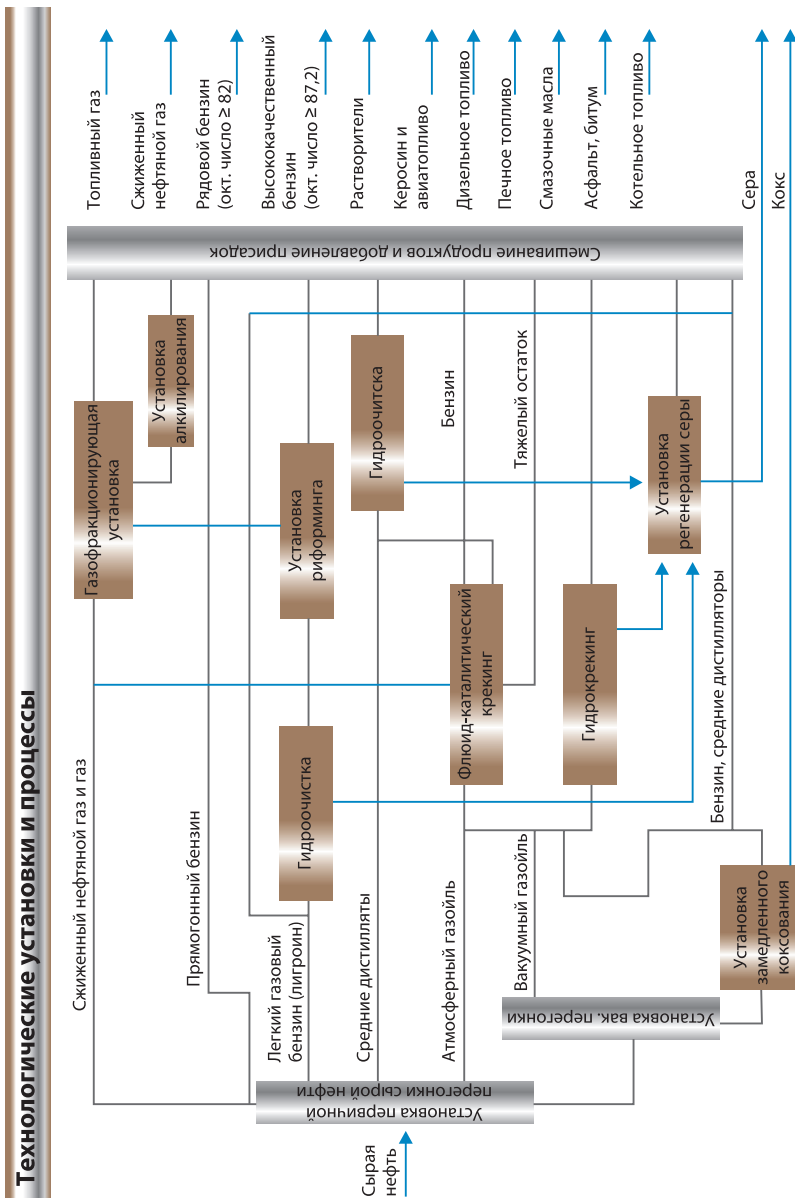 Технологические установки и процессы
Сырая
нефть
Установка первичной
перегонки сырой нефти
Сжиженный нефтяной газ и газ
Прямогонный бензин
Легкий газовый
бензин (лигроин)
Средние дистилляты
Атмосферный газойль
Вакуумный газойль
Установка вак. перегонки
Установка
замедленного
коксования
Бензин, средние дистилляторы
Гидроочистка
Флюид-каталитический
крекинг
Гидрокрекинг
Газофракционирующая
установка
Установка
алкилирования
Установка
риформинга
Гидроочитска
Бензин
Тяжелый остаток
Установка
регенерации серы
Смешивание продуктов и добавление присадок
Топливный газ
Сжиженный
нефтяной газ
Рядовой бензин
(окт. число ≥ 82)
Высококачественный
бензин
(окт. число ≥ 87,2)
Растворители
Керосин и
авиатопливо
Дизельное топливо
Печное топливо
Смазочные масла
Асфальт, битум
Котельное топливо
Сера
Кокс